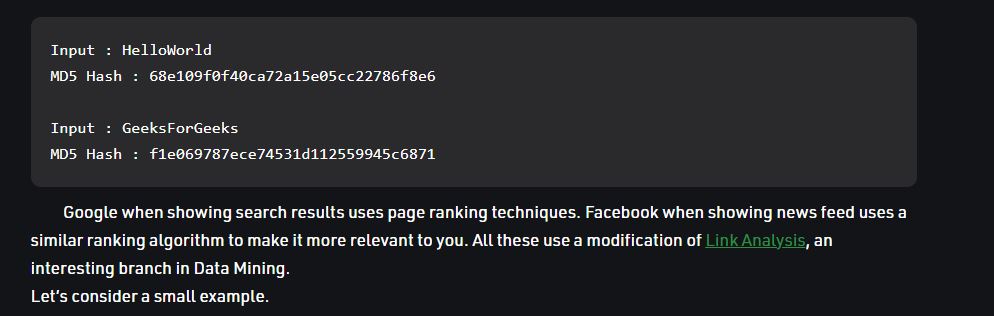 Input : HelloWorld
MD5 Hash : 68e109f0f40ca72a15e05cc22786f8e6
Input : GeeksForGeeks
MD5 Hash : f1e069787ece74531d112559945c6871
Google when showing search results uses page ranking techniques. Facebook when showing news feed uses a
similar ranking algorithm to make it more relevant to you. All these use a modification of Link Analysis, an
interesting branch in Data Mining.
Let’s consider a small example.